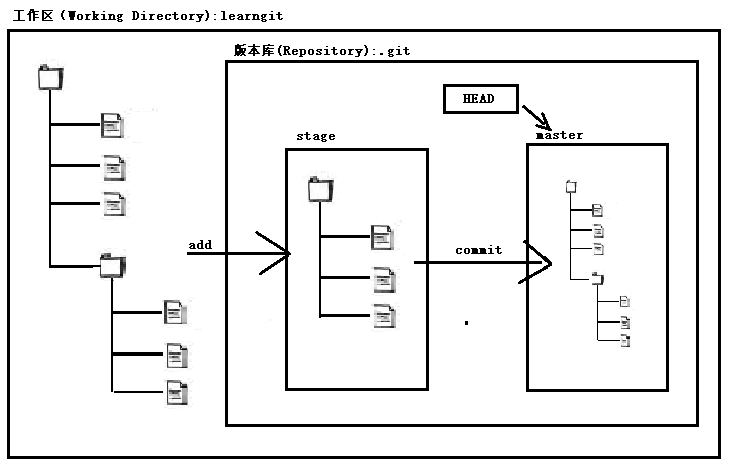 工作区（Working Directory):learngit
版本库(Repository):.git
HEAD
stage
master
add
commit